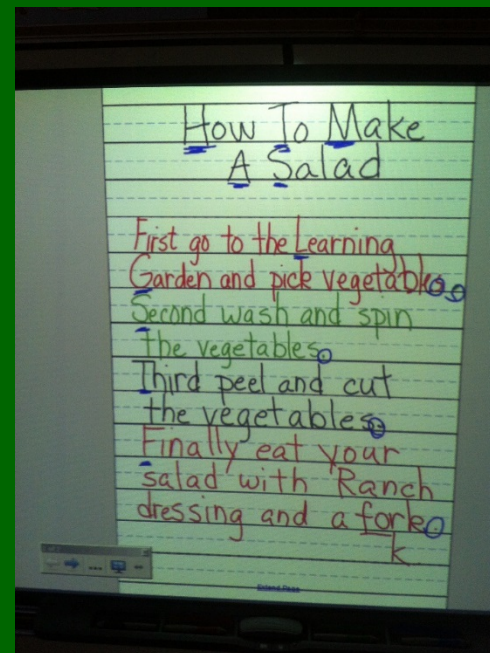 How To Make
A Salad
First go to the Learning
Garden and pick vegetables.
Second wash and spin
the vegetables.
Third peel and cut
the vegetables.
Finally eat your
salad with Ranch
dressing and a fork.
k